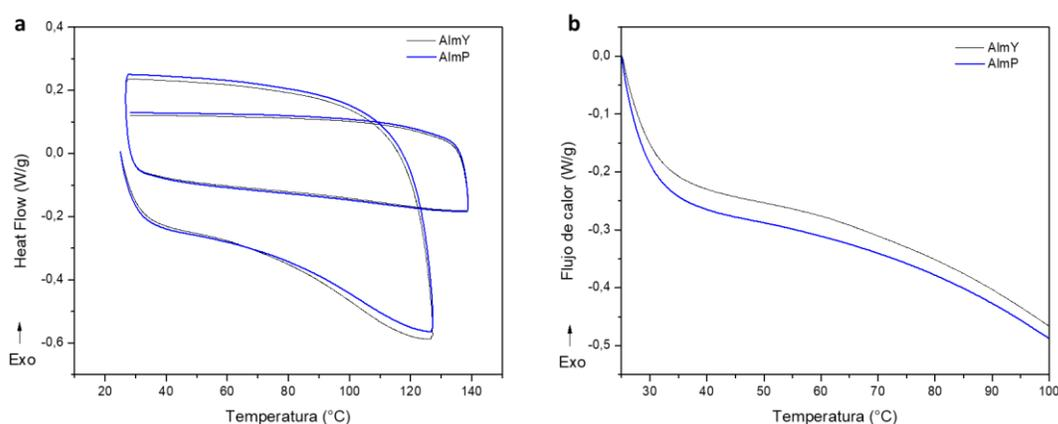 a
0,4
0,2
0,0
-0,2
-0,4
-0,6
Heat Flow (W/g)
Exo
AlmY
AlmP
20
40
60
80
100
120
140
Temperatura (°C)
b
0,0
-0,1
-0,2
-0,3
-0,4
-0,5
Flujo de calor (W/g)
Exo
AlmY
AlmP
30
40
50
60
70
80
90
100
Temperatura (°C)